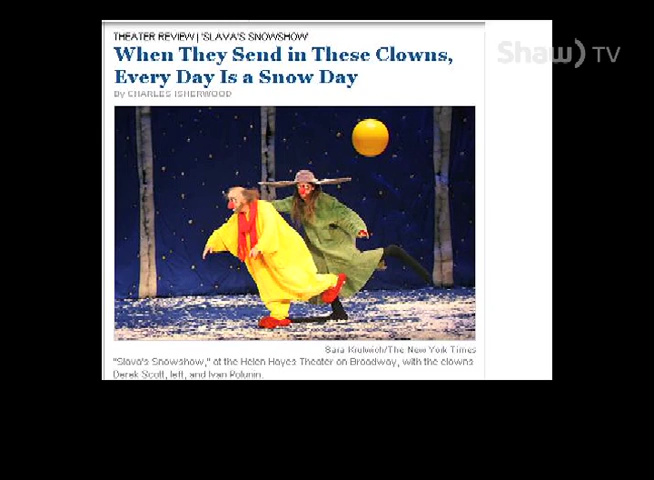 Shaw) TV
THEATER REVIEW | 'SLAVA'S SNOWSHOW'
When They Send in These Clowns,
Every Day Is a Snow Day
By CHARLES ISHERWOOD
Sara Krulwich/The New York Times
"Slava's Snowshow," at the Helen Hayes Theater on Broadway, with the clowns
Derek Scott, left, and Ivan Polunin.